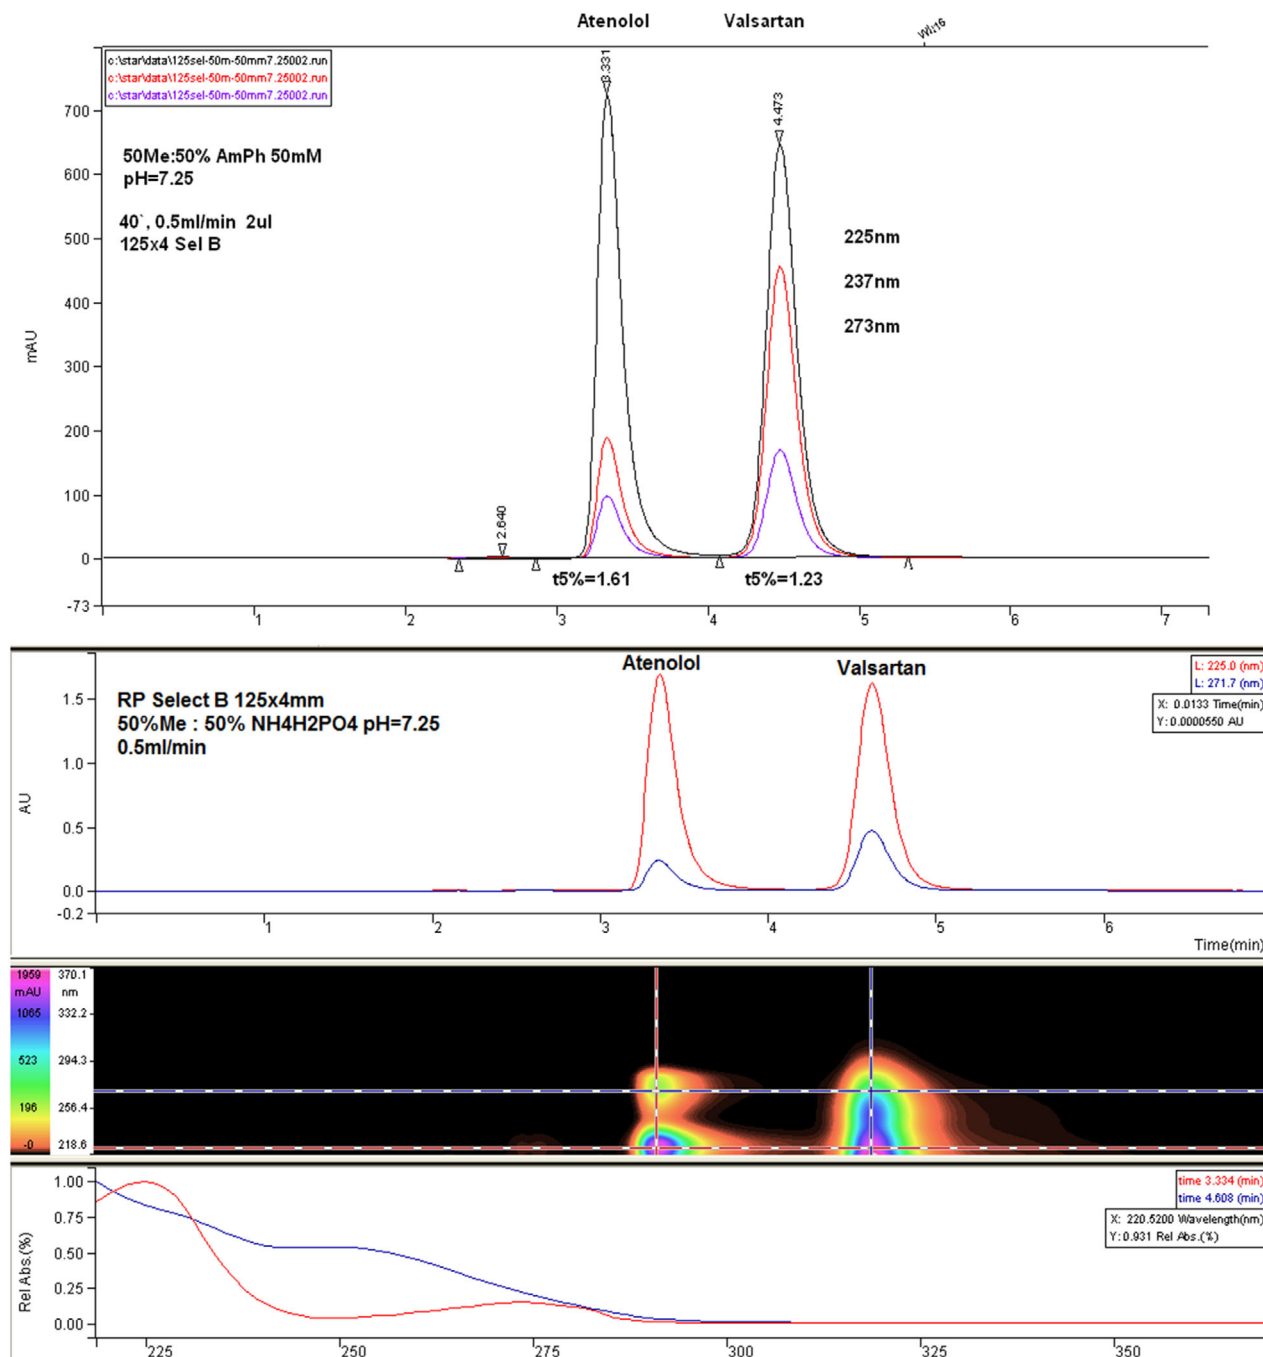 Atenolol Valsartan
WI:16
c:\star\data\125sel-50m-50mm7.25002.run
c:\star\data\125sel-50m-50mm7.25002.run
c:\star\data\125sel-50m-50mm7.25002.run
3.331
4.473
2.640
50Me:50% AmPh 50mM
pH=7.25
40`, 0.5ml/min 2ul
125x4 Sel B
225nm
237nm
273nm
mAU
700
600
500
400
300
200
100
0
-73
t5%=1.61 t5%=1.23
1 2 3 4 5 6 7
Atenolol Valsartan
L: 225.0 (nm)
L: 271.7 (nm)
X: 0.0133 Time(min)
Y: 0.0000550 AU
RP Select B 125x4mm
50%Me : 50% NH4H2PO4 pH=7.25
0.5ml/min
AU
1.5
1.0
0.5
0.0
-0.2
1 2 3 4 5 6
Time(min)
1959 370.1
mAU nm
1065 332.2
523 294.3
196 256.4
-0 218.6
time 3.334 (min)
time 4.608 (min)
X: 220.5200 Wavelength(nm)
Y: 0.931 Rel Abs.(%)
Rel Abs.(%)
1.00
0.75
0.50
0.25
0.00
225 250 275 300 325 350